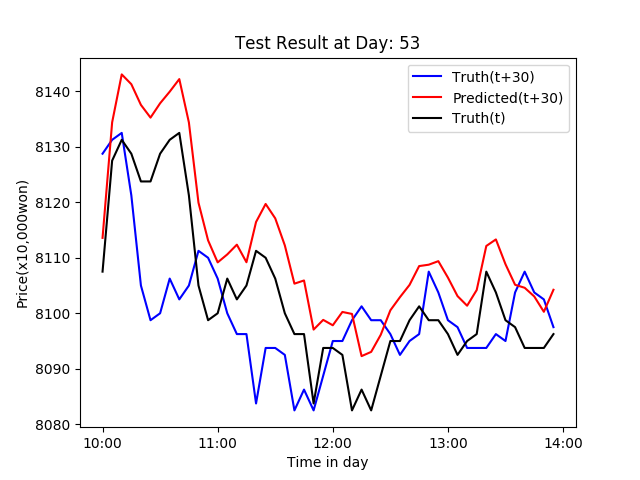 Test Result at Day: 53
Truth(t+30)
Predicted(t+30)
Truth(t)
Price(x10,000won)
8140
8130
8120
8110
8100
8090
8080
10:00 11:00 12:00 13:00 14:00
Time in day